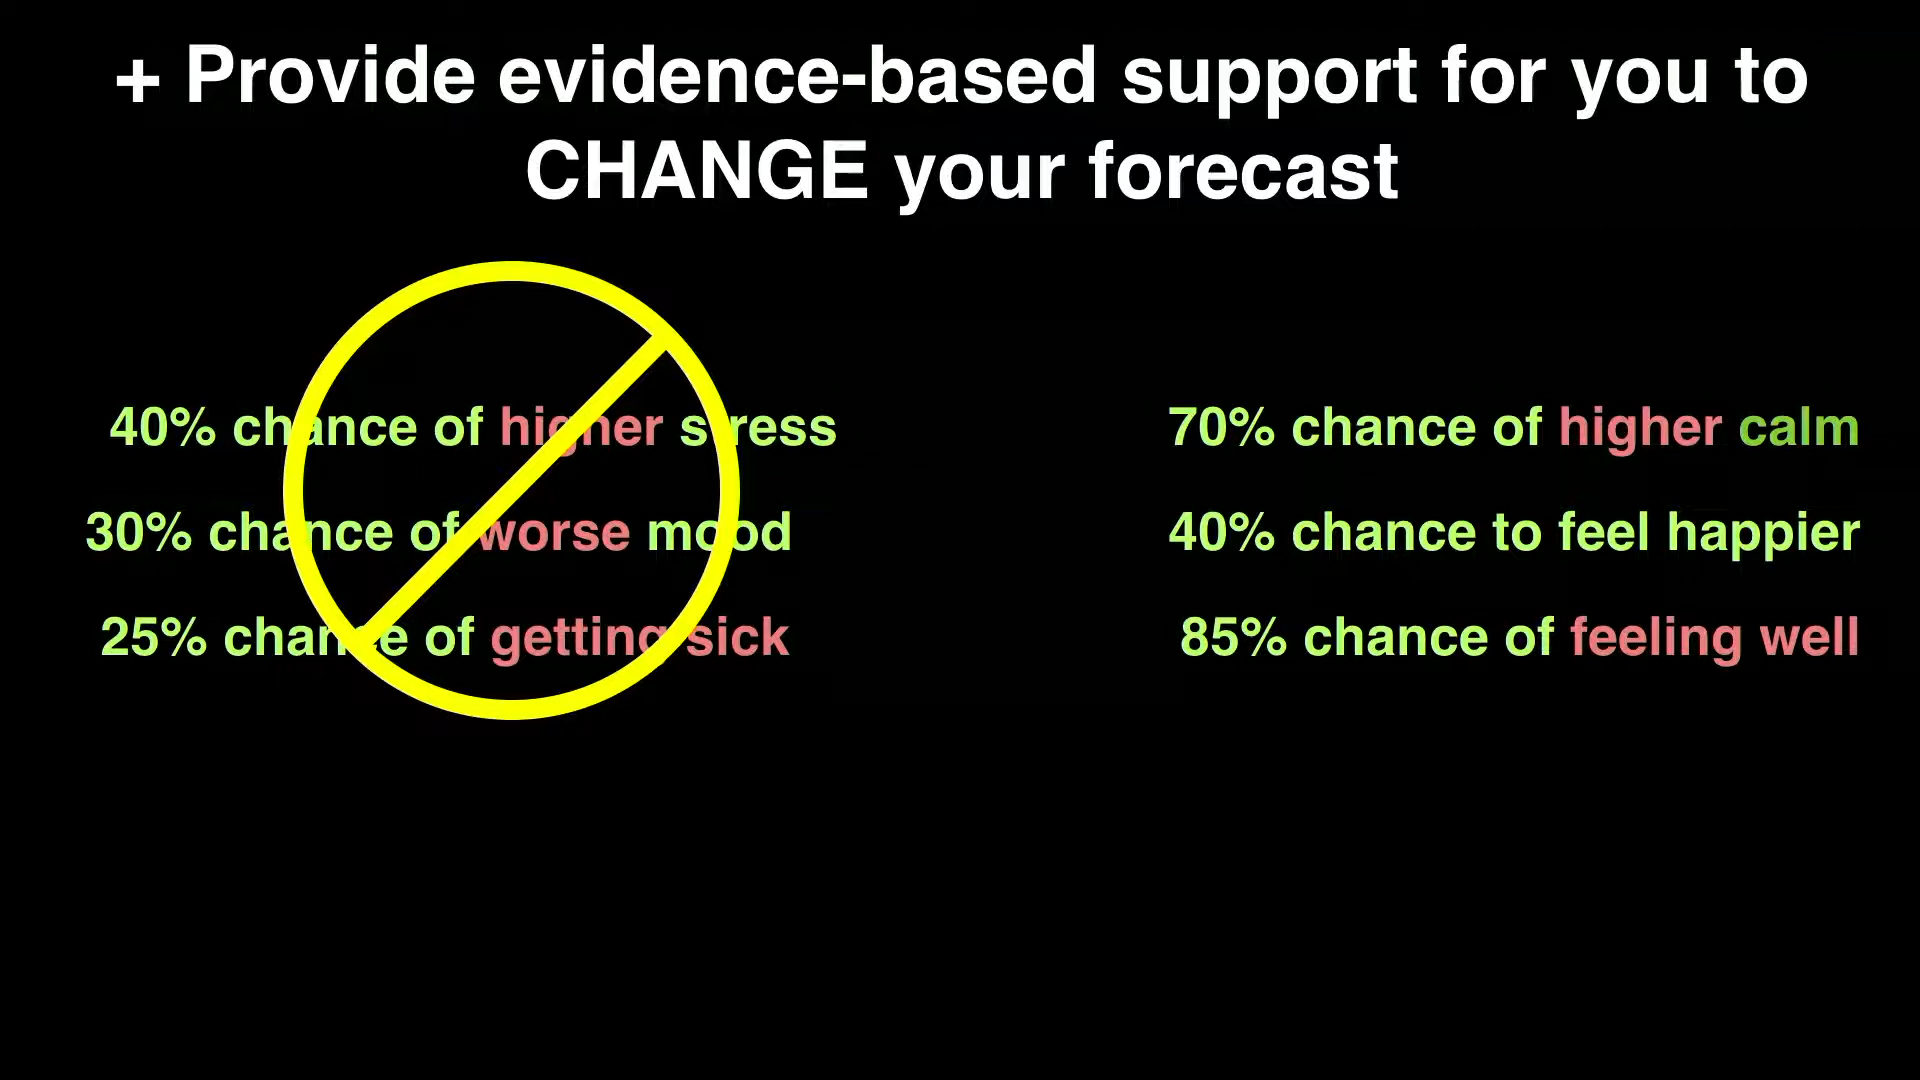 + Provide evidence-based support for you to
CHANGE your forecast
40% chance of higher stress
30% chance of worse mood
25% chance of getting sick
70% chance of higher calm
40% chance to feel happier
85% chance of feeling well